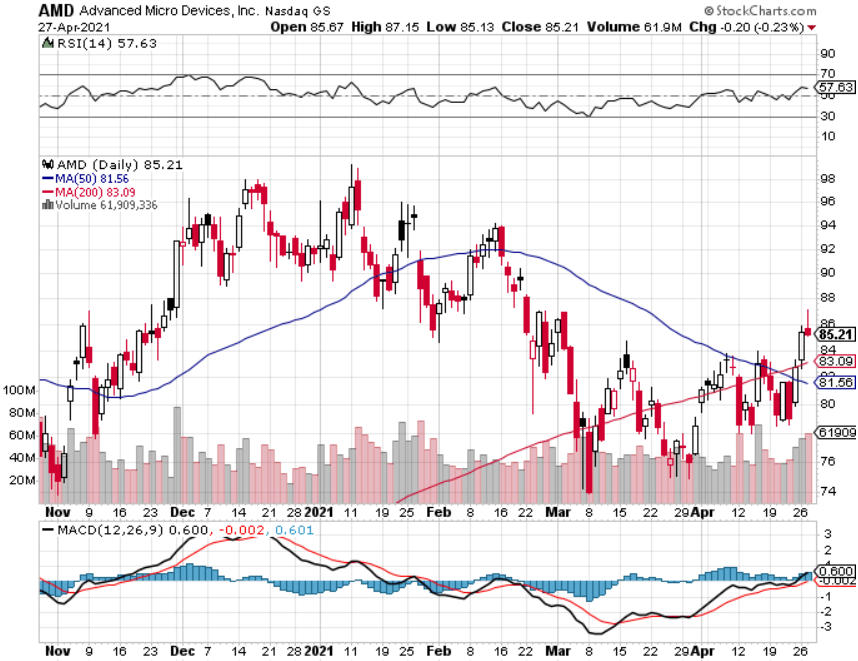 AMD Advanced Micro Devices, Inc. Nasdaq GS © StockCharts.com
27-Apr-2021 Open 85.67 High 87.15 Low 85.13 Close 85.21 Volume 61.9M Chg -0.20 (-0.23%)
RSI(14) 57.63
90
70
57.63
50
30
10
AMD (Daily) 85.21
MA(50) 81.56
MA(200) 83.09
Volume 61,909,336
98
96
94
92
90
88
86
85.21
84
83.09
82
81.56
80
61909
76
74
100M
80M
60M
40M
20M
Nov 9 16 23 Dec 7 14 21 28 2021 11 19 25 Feb 8 16 22 Mar 8 15 22 29 Apr 12 19 26
MACD(12,26,9) 0.600, -0.002, 0.601
3
2
1
0.600
-0.002
-1
-2
-3
Nov 9 16 23 Dec 7 14 21 28 2021 11 19 25 Feb 8 16 22 Mar 8 15 22 29 Apr 12 19 26